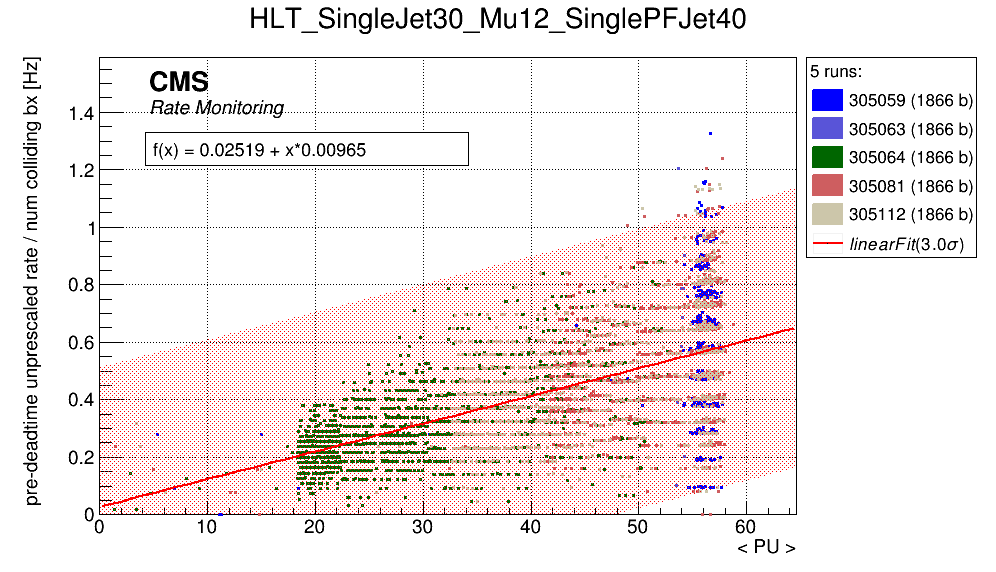 HLT_SingleJet30_Mu12_SinglePFJet40
pre-deadtime unprescaled rate / num colliding bx [Hz]
CMS
Rate Monitoring
f(x) = 0.02519 + x*0.00965
1.4
1.2
1
0.8
0.6
0.4
0.2
0
0 10 20 30 40 50 60
< PU >
5 runs:
305059 (1866 b)
305063 (1866 b)
305064 (1866 b)
305081 (1866 b)
305112 (1866 b)
linearFit(3.0σ)